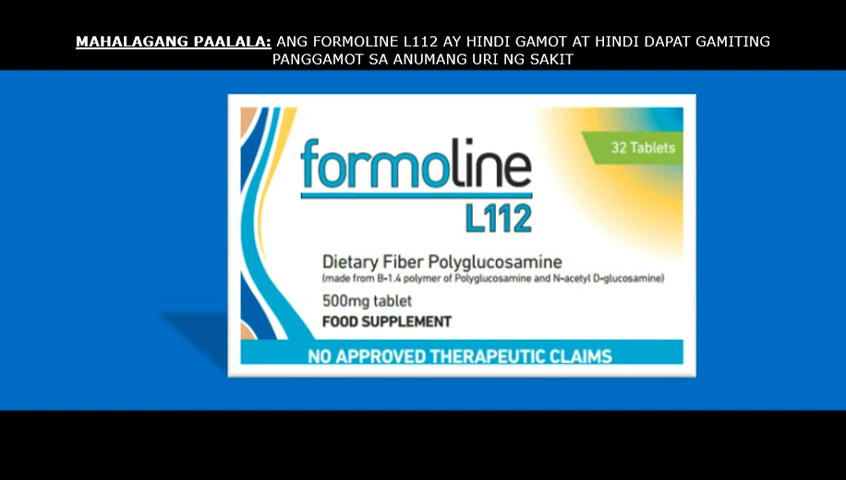 MAHALAGANG PAALALA: ANG FORMOLINE L112 AY HINDI GAMOT AT HINDI DAPAT GAMITING
PANGGAMOT SA ANUMANG URI NG SAKIT
32 Tablets
formoline
L112
Dietary Fiber Polyglucosamine
(made from B-1.4 polymer of Polyglucosamine and N-acetyl D-glucosamine)
500mg tablet
FOOD SUPPLEMENT
NO APPROVED THERAPEUTIC CLAIMS